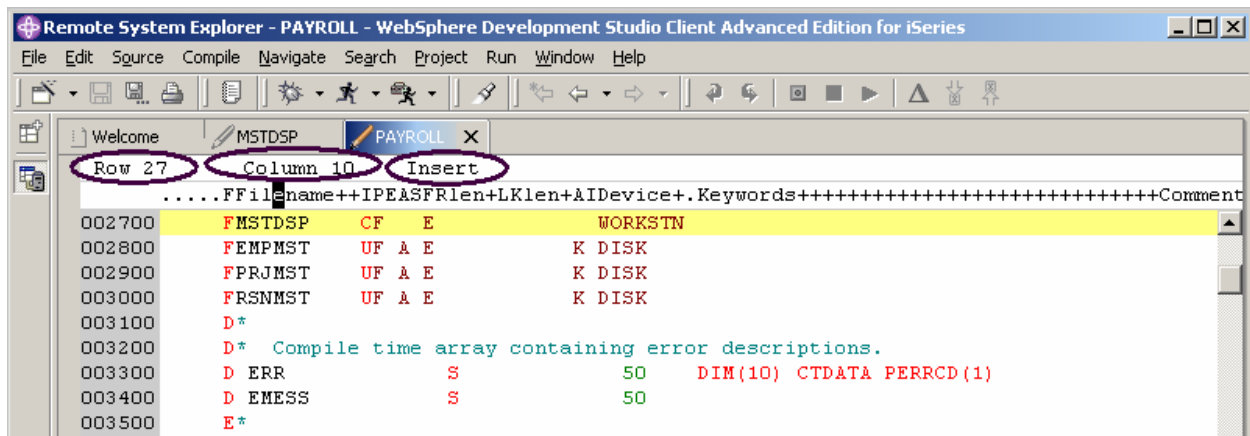 Remote System Explorer - PAYROLL - WebSphere Development Studio Client Advanced Edition for iSeries
File Edit Source Compile Navigate Search Project Run Window Help
Welcome MSTDSP PAYROLL
Row 27 Column 10 Insert
.....FFilename++IPEASFRlen+LKlen+AIDevice+.Keywords+++++++++++++++++++++++++++++Comment
002700 FMSTDSP CF E WORKSTN
002800 FEMPMST UF A E K DISK
002900 FPRJMST UF A E K DISK
003000 FRSNMST UF A E K DISK
003100 D*
003200 D* Compile time array containing error descriptions.
003300 D ERR S 50 DIM(10) CTDATA PERRCD(1)
003400 D EMESS S 50
003500 E*